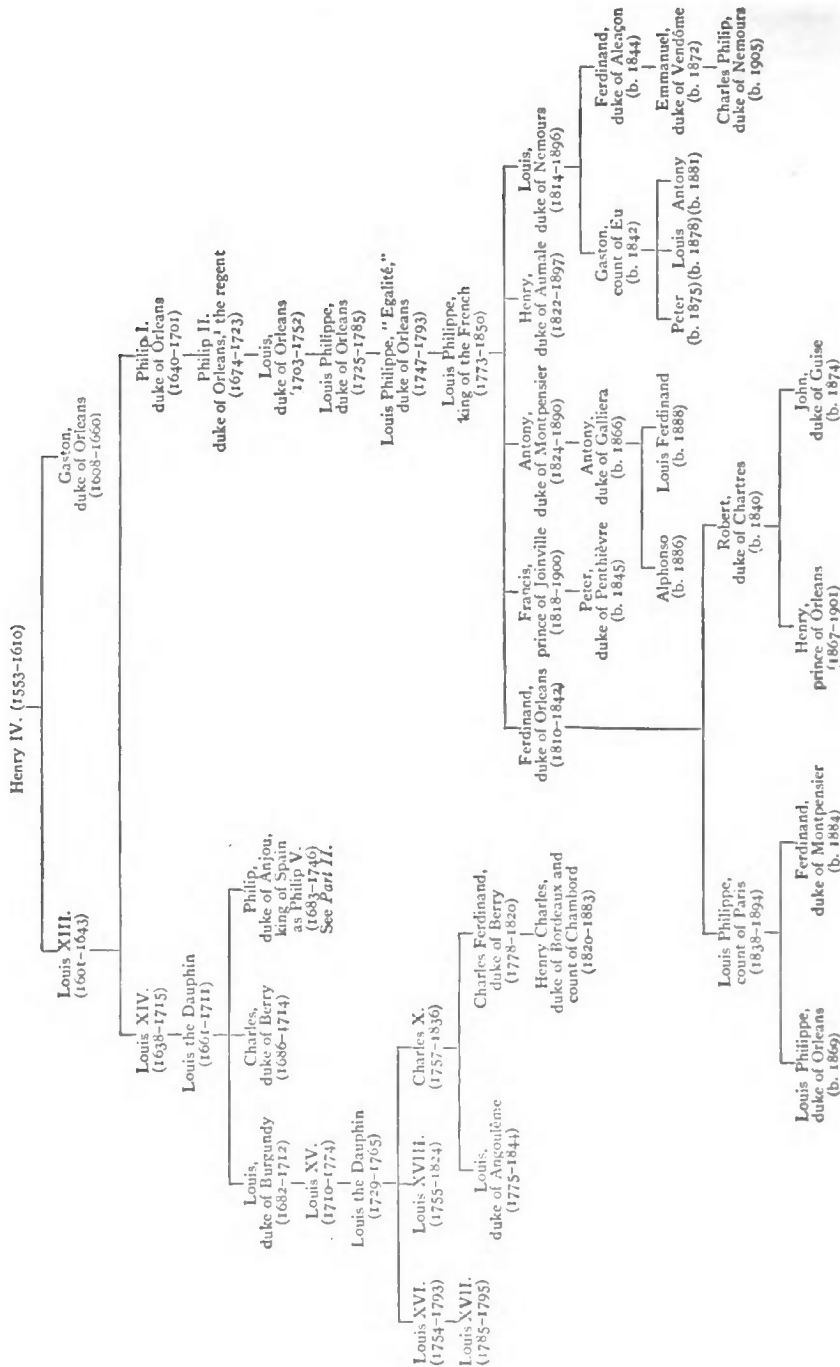 Henry IV. (1553-1610)
Louis XIII.
(1601-1643)
Gaston,
duke of Orleans
(1608-1660)
Louis XIV.
(1638-1715)
Philip I.
duke of Orleans
(1640-1701)
Louis the Dauphin
(1661-1711)
Philip II.
duke of Orleans,¹ the regent
(1674-1723)
Louis,
duke of Burgundy
(1682-1712)
Charles,
duke of Berry
(1686-1714)
Philip,
duke of Anjou,
king of Spain
as Philip V.
(1683-1746)
See Part II.
Louis,
duke of Orleans
(1703-1752)
Louis XV.
(1710-1774)
Louis Philippe,
duke of Orleans
(1725-1785)
Louis the Dauphin
(1729-1765)
Louis Philippe, "Egalité,"
duke of Orleans
(1747-1793)
Louis XVI.
(1754-1793)
Louis XVIII.
(1755-1824)
Charles X.
(1757-1836)
Louis Philippe,
king of the French
(1773-1850)
Louis XVII.
(1785-1795)
Louis,
duke of Angoulême
(1775-1844)
Charles Ferdinand,
duke of Berry
(1778-1820)
Henry Charles,
duke of Bordeaux and
count of Chambord
(1820-1883)
Ferdinand,
duke of Orleans
(1810-1842)
Francis,
prince of Joinville
(1818-1900)
Antony,
duke of Montpensier
(1824-1890)
Henry,
duke of Aumale
(1822-1897)
Louis,
duke of Nemours
(1814-1896)
Peter,
duke of Penthièvre
(b. 1845)
Antony,
duke of Galliera
(b. 1866)
Gaston,
count of Eu
(b. 1842)
Ferdinand,
duke of Aleaçon
(b. 1844)
Alphonso
(b. 1886)
Louis Ferdinand
(b. 1888)
Peter
(b. 1875)
Louis
(b. 1878)
Antony
(b. 1881)
Emmanuel,
duke of Vendôme
(b. 1872)
Charles Philip,
duke of Nemours
(b. 1905)
Louis Philippe,
count of Paris
(1838-1894)
Robert,
duke of Chartres
(b. 1840)
Louis Philippe,
duke of Orleans
(b. 1869)
Ferdinand,
duke of Montpensier
(b. 1884)
Henry,
prince of Orleans
(1867-1901)
John,
duke of Guise
(b. 1874)